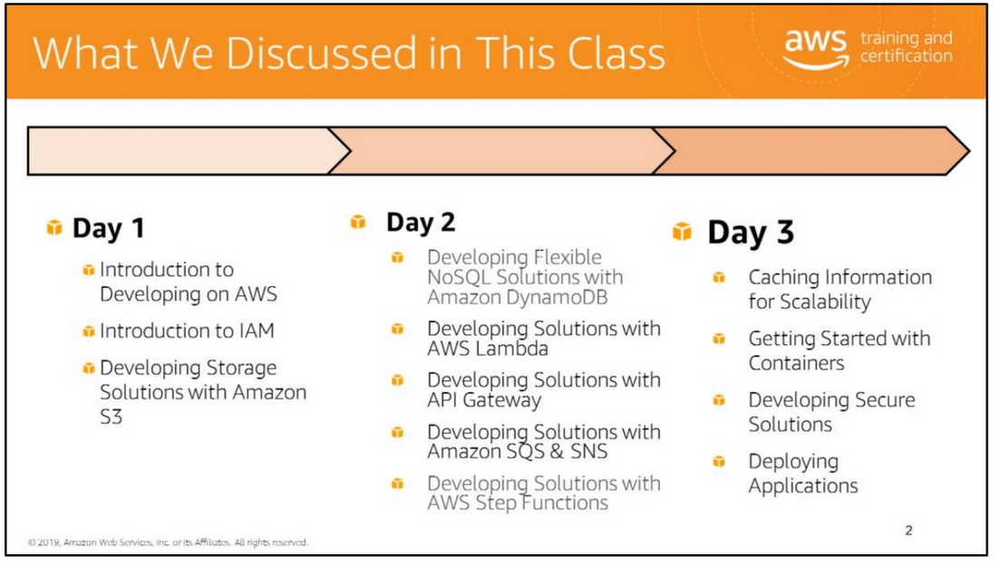 What We Discussed in This Class
aws training and
certification
Day 1
Introduction to
Developing on AWS
Introduction to IAM
Developing Storage
Solutions with Amazon
S3
Day 2
Developing Flexible
NoSQL Solutions with
Amazon DynamoDB
Developing Solutions with
AWS Lambda
Developing Solutions with
API Gateway
Developing Solutions with
Amazon SQS & SNS
Developing Solutions with
AWS Step Functions
Day 3
Caching Information
for Scalability
Getting Started with
Containers
Developing Secure
Solutions
Deploying
Applications
© 2019, Amazon Web Services, Inc. or its Affiliates. All rights reserved.
2